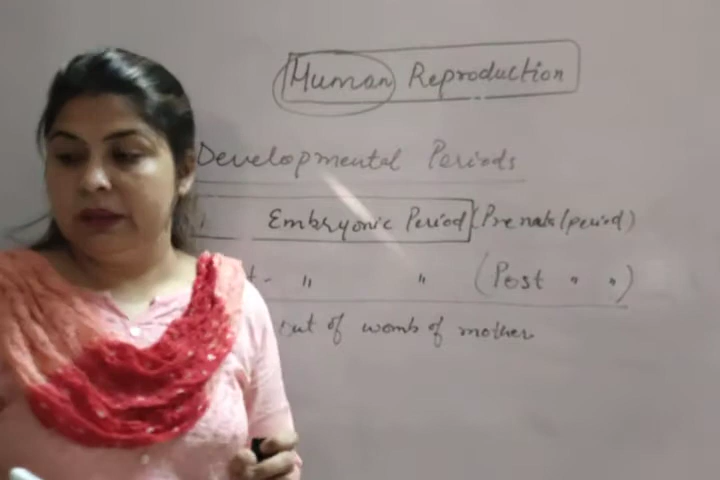 Human Reproduction
Developmental Periods
Embryonic Period (Prenatal period)
t - " " (Post " ")
out of womb of mother